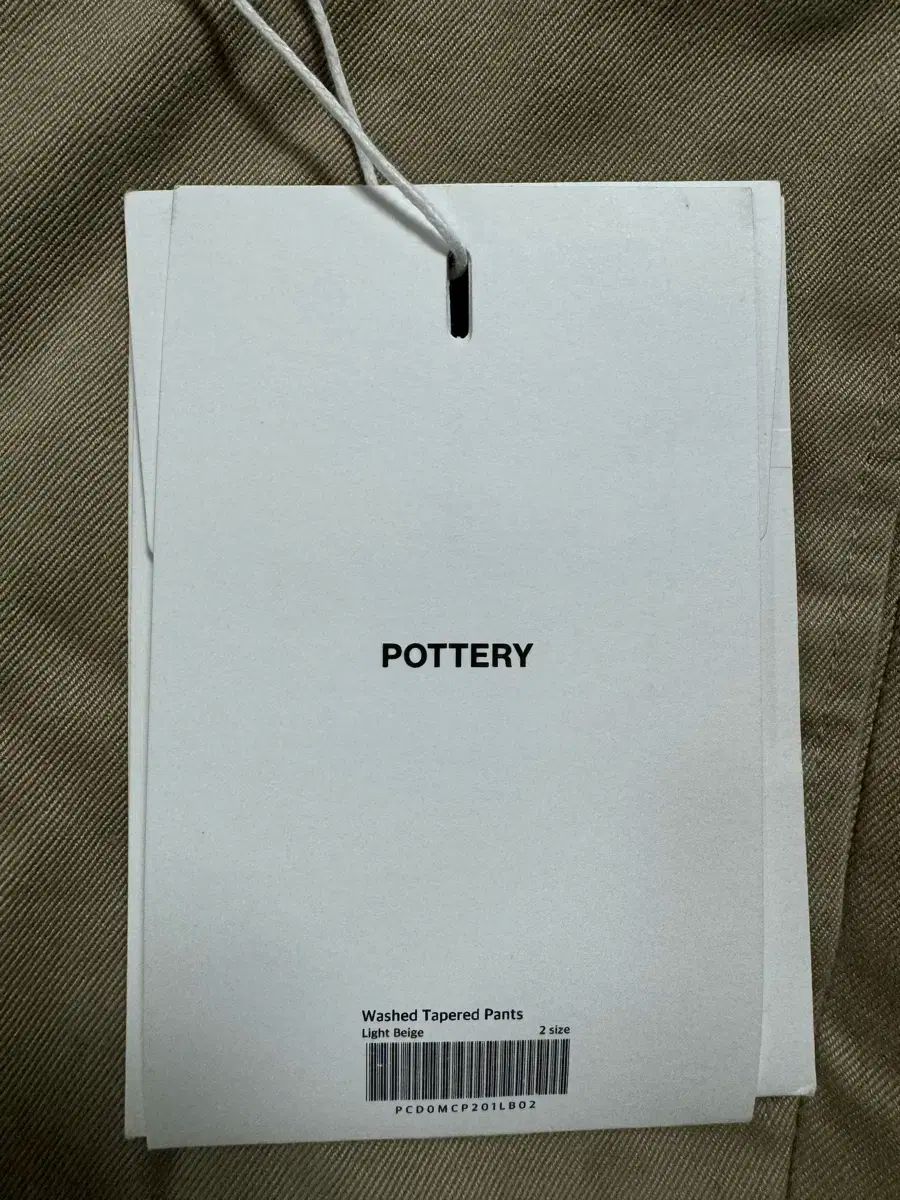 POTTERY
Washed Tapered Pants
Light Beige 2 size
PCD0MCP201LB02